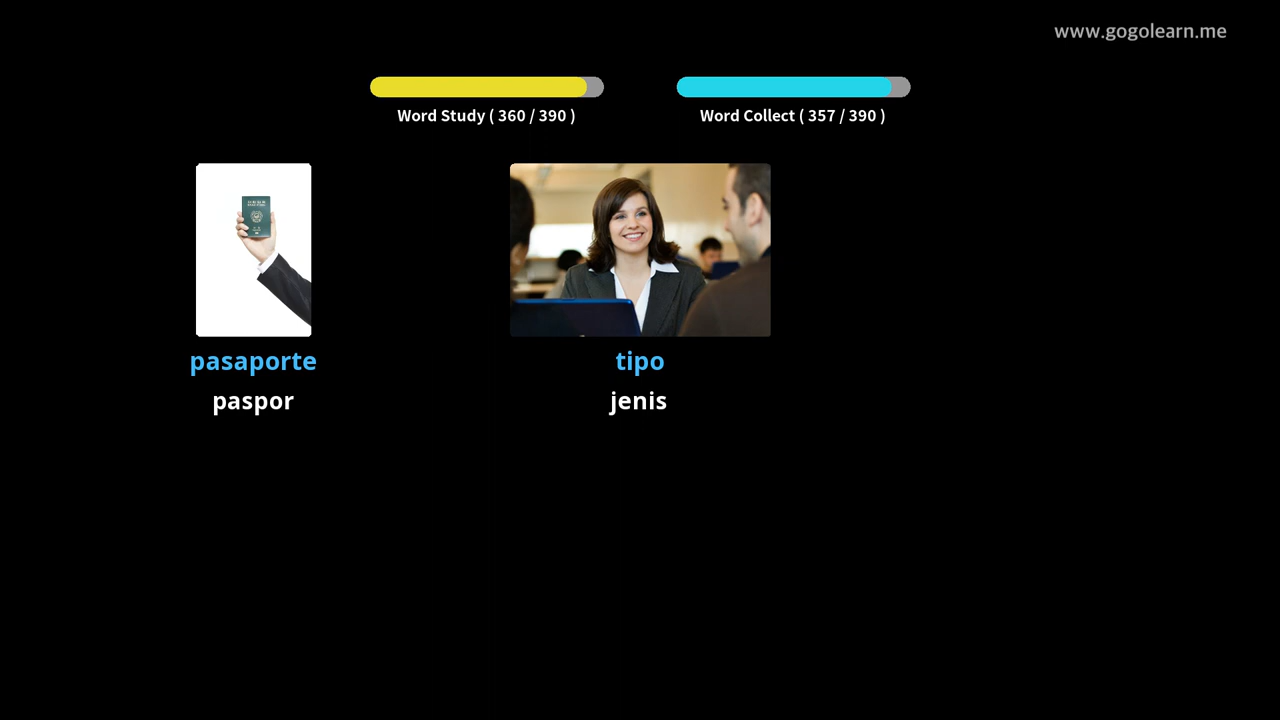 www.gogolearn.me
Word Study ( 360 / 390 )
Word Collect ( 357 / 390 )
pasaporte
tipo
paspor
jenis